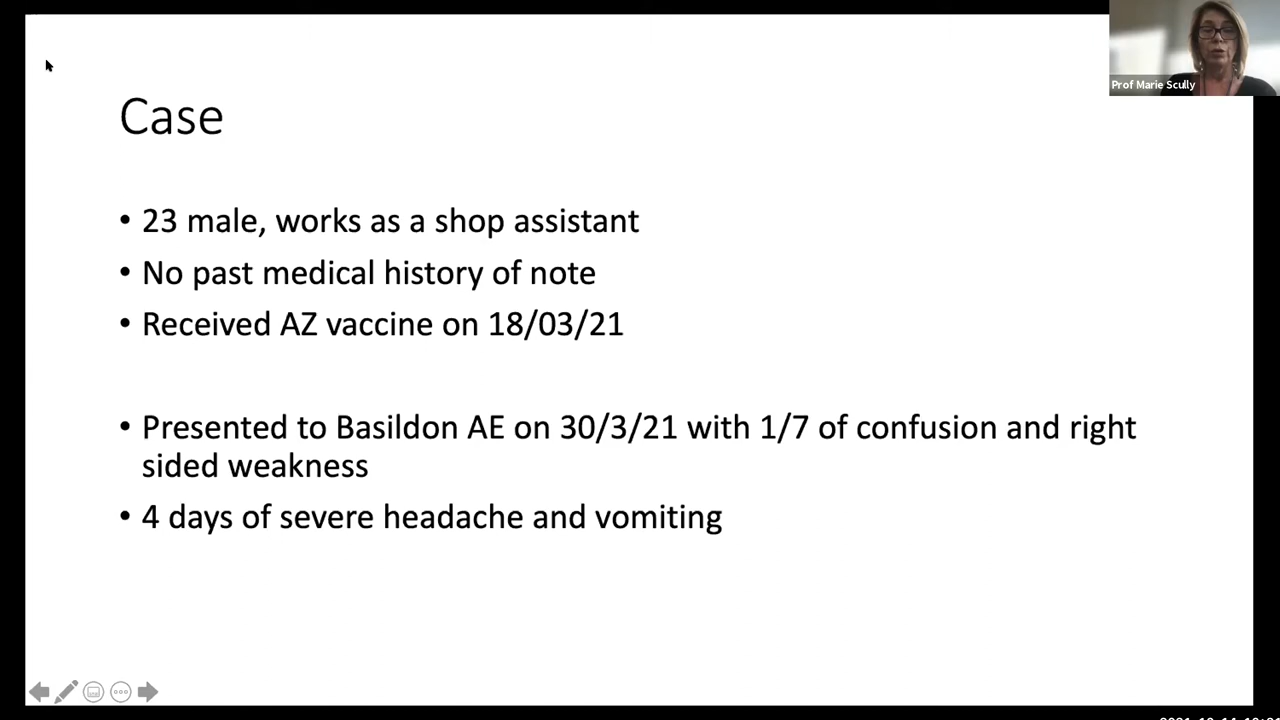 Prof Marie Scully
Case
• 23 male, works as a shop assistant
• No past medical history of note
• Received AZ vaccine on 18/03/21
• Presented to Basildon AE on 30/3/21 with 1/7 of confusion and right
sided weakness
• 4 days of severe headache and vomiting